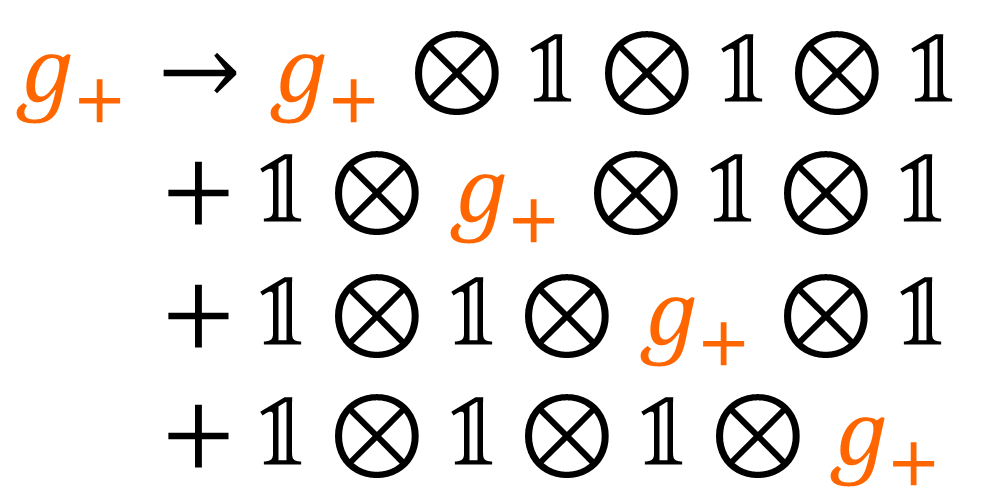 g₊ → g₊ ⊗ 𝟙 ⊗ 𝟙 ⊗ 𝟙
+ 𝟙 ⊗ g₊ ⊗ 𝟙 ⊗ 𝟙
+ 𝟙 ⊗ 𝟙 ⊗ g₊ ⊗ 𝟙
+ 𝟙 ⊗ 𝟙 ⊗ 𝟙 ⊗ g₊